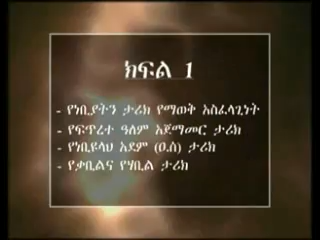 ክፍል 1
- የነቢያትን ታሪክ የማወቅ አስፈላጊነት
- የፍጥረተ ዓለም አጀማመር ታሪክ
- የነቢዩላህ አደም (ዐ.ሰ) ታሪክ
- የቃቢልና የሃቢል ታሪክ